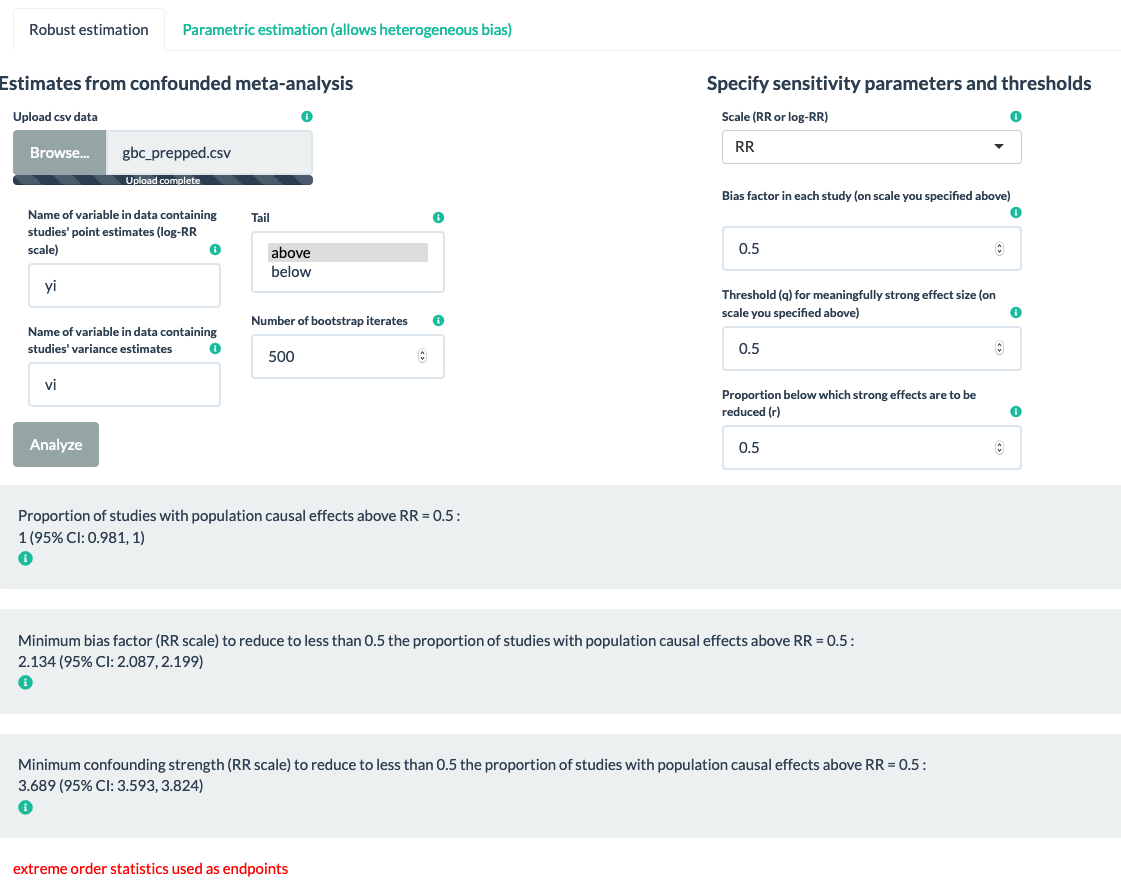 Robust estimation
Parametric estimation (allows heterogeneous bias)
Estimates from confounded meta-analysis
Upload csv data
Browse...
gbc_prepped.csv
Upload complete
Name of variable in data containing
studies' point estimates (log-RR
scale)
yi
Name of variable in data containing
studies' variance estimates
vi
Tail
above
below
Number of bootstrap iterates
500
Analyze
Specify sensitivity parameters and thresholds
Scale (RR or log-RR)
RR
Bias factor in each study (on scale you specified above)
0.5
Threshold (q) for meaningfully strong effect size (on
scale you specified above)
0.5
Proportion below which strong effects are to be
reduced (r)
0.5
Proportion of studies with population causal effects above RR = 0.5 :
1 (95% CI: 0.981, 1)
Minimum bias factor (RR scale) to reduce to less than 0.5 the proportion of studies with population causal effects above RR = 0.5 :
2.134 (95% CI: 2.087, 2.199)
Minimum confounding strength (RR scale) to reduce to less than 0.5 the proportion of studies with population causal effects above RR = 0.5 :
3.689 (95% CI: 3.593, 3.824)
extreme order statistics used as endpoints